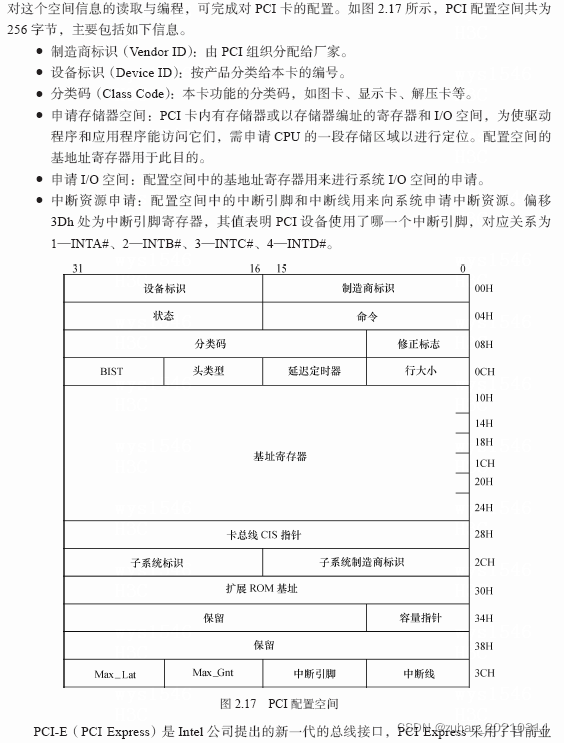 对这个空间信息的读取与编程，可完成对 PCI 卡的配置。如图 2.17 所示，PCI 配置空间共为
256 字节，主要包括如下信息。
● 制造商标识（Vendor ID）：由 PCI 组织分配给厂家。
● 设备标识（Device ID）：按产品分类给本卡的编号。
● 分类码（Class Code）：本卡功能的分类码，如图卡、显示卡、解压卡等。
● 申请存储器空间：PCI 卡内有存储器或以存储器编址的寄存器和 I/O 空间，为使驱动
程序和应用程序能访问它们，需申请 CPU 的一段存储区域以进行定位。配置空间的
基地址寄存器用于此目的。
● 申请 I/O 空间：配置空间中的基地址寄存器用来进行系统 I/O 空间的申请。
● 中断资源申请：配置空间中的中断引脚和中断线用来向系统申请中断资源。偏移
3Dh 处为中断引脚寄存器，其值表明 PCI 设备使用了哪一个中断引脚，对应关系为
1—INTA#、2—INTB#、3—INTC#、4—INTD#。
31 16 15 0
设备标识 制造商标识 00H
状态 命令 04H
分类码 修正标志 08H
BIST 头类型 延迟定时器 行大小 0CH
10H
14H
18H
基址寄存器 1CH
20H
24H
卡总线 CIS 指针 28H
子系统标识 子系统制造商标识 2CH
扩展 ROM 基址 30H
保留 容量指针 34H
保留 38H
Max_Lat Max_Gnt 中断引脚 中断线 3CH
图 2.17 PCI 配置空间
PCI-E（PCI Express）是 Intel 公司提出的新一代的总线接口，PCI Express 采用了目前业